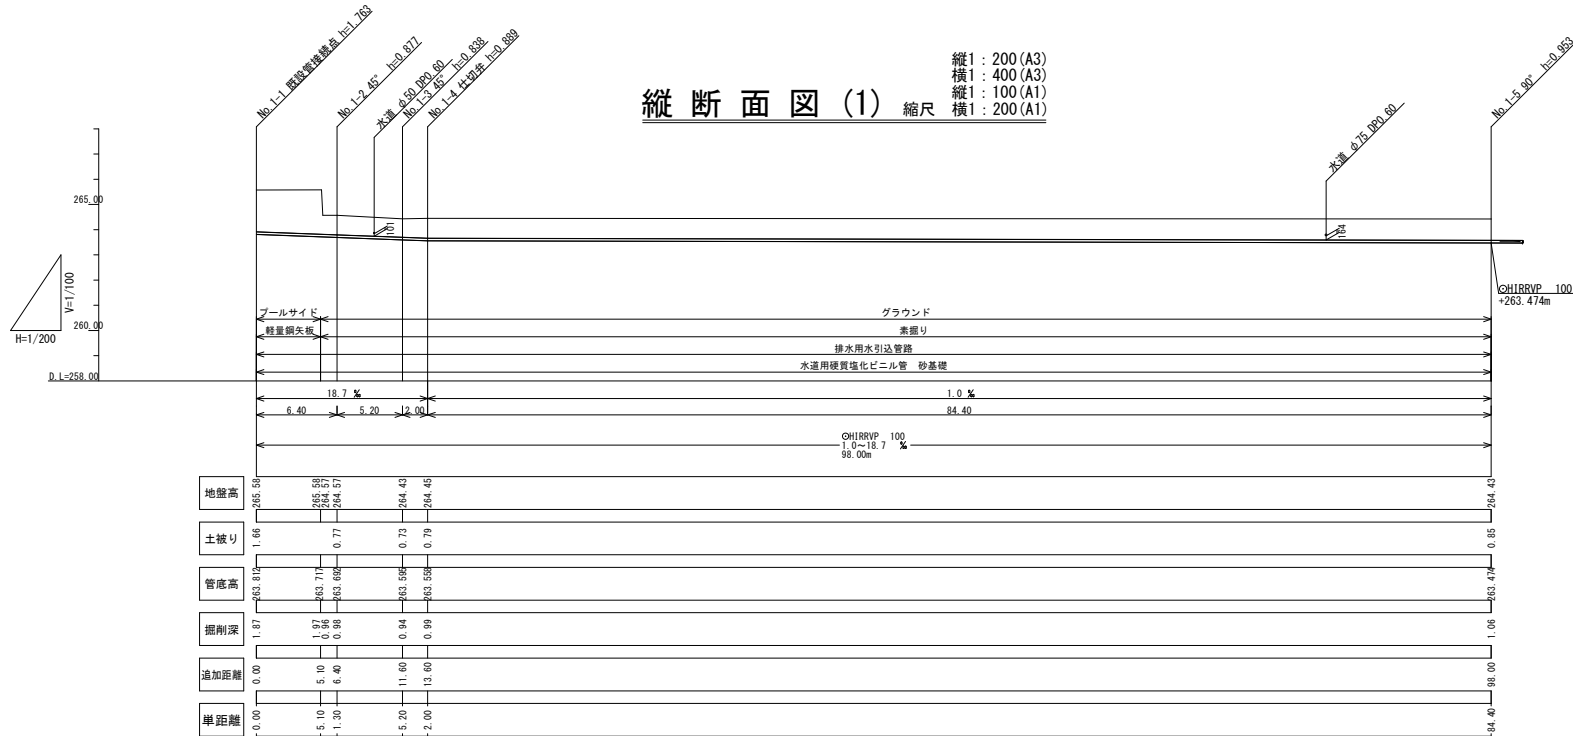 No.1-1 既設管接続点 h=1.763
No.1-2 45° h=0.877
水道 φ50 DP0.60
No.1-3 45° h=0.838
No.1-4 仕切弁 h=0.889
縦断面図(1)
縮尺
縦1:200(A3)
横1:400(A3)
縦1:100(A1)
横1:200(A1)
水道 φ75 DP0.60
No.1-5 90° h=0.953
265.00
260.00
D.L=258.00
V=1/100
H=1/200
101
164
⊙HIRRVP 100
+263.474m
プールサイド
グラウンド
軽量鋼矢板
素掘り
排水用水引込管路
水道用硬質塩化ビニル管 砂基礎
18.7 ‰
1.0 ‰
6.40
5.20
2.00
84.40
⊙HIRRVP 100
1.0~18.7 ‰
98.00m
地盤高 265.58 265.58 264.57 264.57 264.43 264.45 264.43
土被り 1.66 0.77 0.73 0.79 0.85
管底高 263.812 263.717 263.692 263.595 263.558 263.474
掘削深 1.87 1.97 0.96 0.98 0.94 0.99 1.06
追加距離 0.00 5.10 6.40 11.60 13.60 98.00
単距離 0.00 5.10 1.30 5.20 2.00 84.40